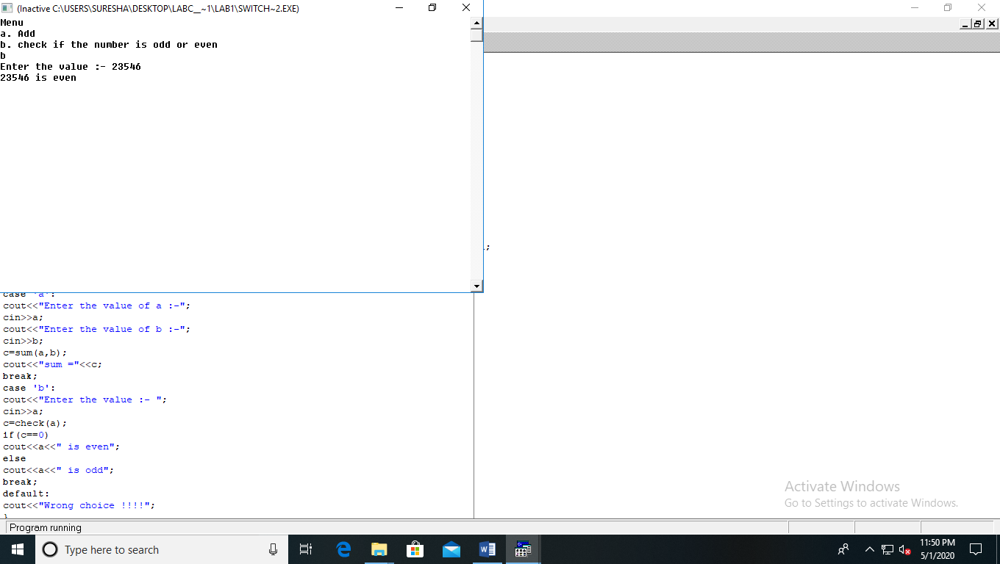 (Inactive C:\USERS\SURESHA\DESKTOP\LABC__~1\LAB1\SWITCH~2.EXE)
Menu
a. Add
b. check if the number is odd or even
b
Enter the value :- 23546
23546 is even
;
case 'a':
cout<<"Enter the value of a :-";
cin>>a;
cout<<"Enter the value of b :-";
cin>>b;
c=sum(a,b);
cout<<"sum ="<<c;
break;
case 'b':
cout<<"Enter the value :- ";
cin>>a;
c=check(a);
if(c==0)
cout<<a<<" is even";
else
cout<<a<<" is odd";
break;
default:
cout<<"Wrong choice !!!!";
}
Activate Windows
Go to Settings to activate Windows.
Program running
Type here to search
11:50 PM
5/1/2020